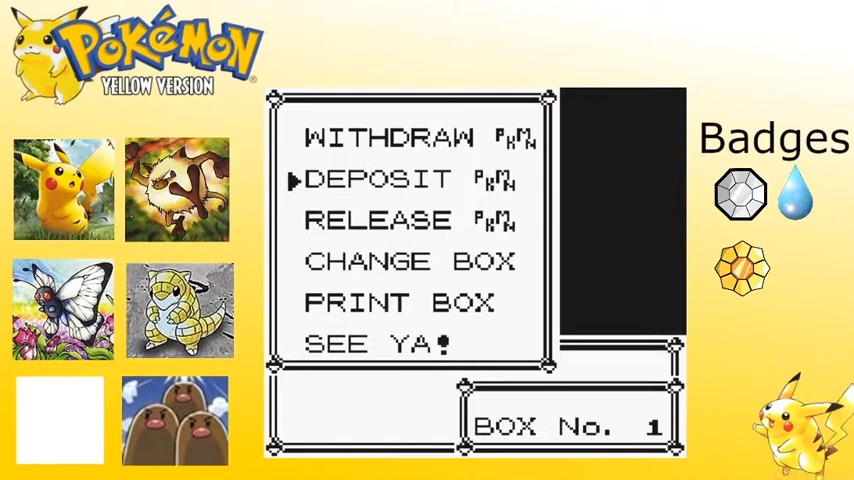 POKéMON
YELLOW VERSION
WITHDRAW PKMN
DEPOSIT PKMN
RELEASE PKMN
CHANGE BOX
PRINT BOX
SEE YA!
BOX No. 1
Badges